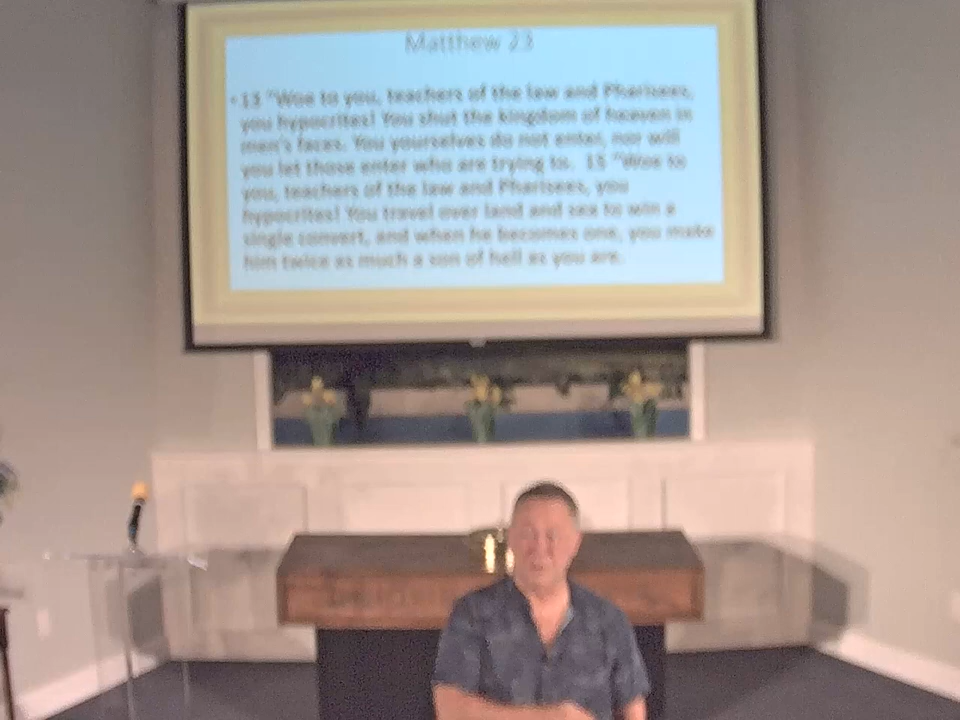 Matthew 23
• 13 "Woe to you, teachers of the law and Pharisees,
you hypocrites! You shut the kingdom of heaven in
men's faces. You yourselves do not enter, nor will
you let those enter who are trying to. 15 "Woe to
you, teachers of the law and Pharisees, you
hypocrites! You travel over land and sea to win a
single convert, and when he becomes one, you make
him twice as much a son of hell as you are.